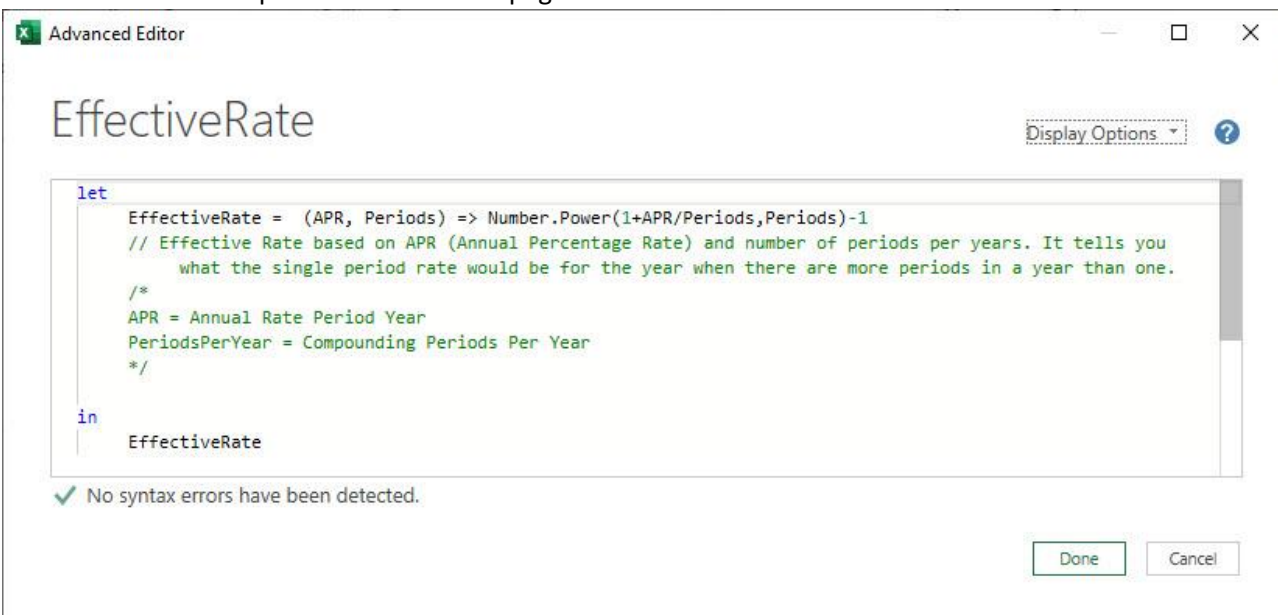 Advanced Editor
EffectiveRate
Display Options
let
EffectiveRate = (APR, Periods) => Number.Power(1+APR/Periods,Periods)-1
// Effective Rate based on APR (Annual Percentage Rate) and number of periods per years. It tells you
what the single period rate would be for the year when there are more periods in a year than one.
/*
APR = Annual Rate Period Year
PeriodsPerYear = Compounding Periods Per Year
*/
in
EffectiveRate
No syntax errors have been detected.
Done Cancel